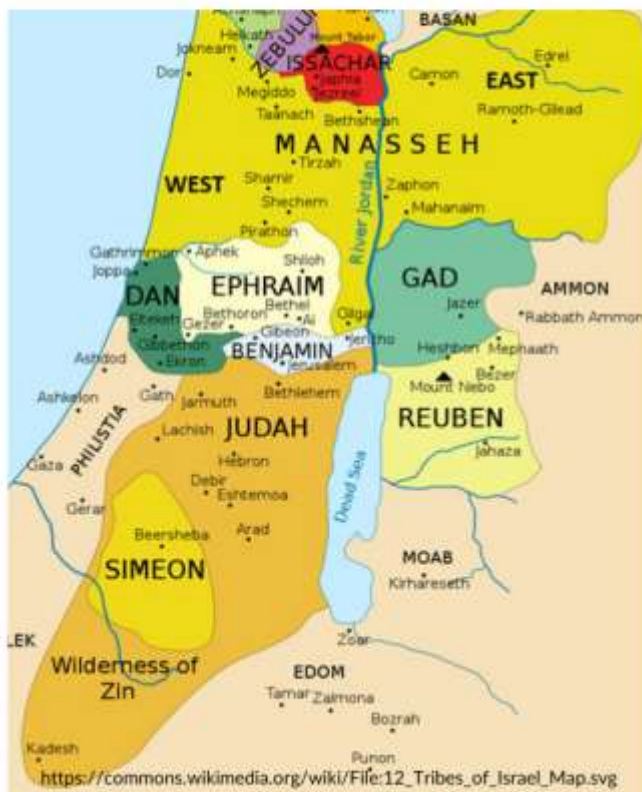 BASAN
Helkath
ZEBULUN
Mount Tabor
Jokneam
ISSACHAR
Edrei
Dor
Japhia
Jezreel
Camon
EAST
Megiddo
Taanach
Bethshean
Ramoth-Gilead
MANASSEH
Tirzah
WEST
Shamir
Zaphon
Shechem
Mahanaim
River Jordan
Pirathon
Gathrimmon
Aphek
Joppa
Shiloh
GAD
DAN
EPHRAIM
AMMON
Eltekeh
Bethel
Jazer
Rabbath Ammon
Gezer
Bethoron
Ai
Gilgal
Gibbethon
Gibeon
Jericho
Mephaath
BENJAMIN
Heshbon
Ekron
Jerusalem
Ashdod
Bezer
Mount Nebo
Gath
Bethlehem
Ashkelon
Jarmuth
JUDAH
REUBEN
PHILISTIA
Lachish
Jahaza
Gaza
Hebron
Dead Sea
Debir
Gerar
Eshtemoa
Beersheba
Arad
SIMEON
MOAB
Kirhareseth
LEK
Zoar
Wilderness of
Zin
EDOM
Tamar
Zalmona
Bozrah
Kadesh
Punon
https://commons.wikimedia.org/wiki/File:12_Tribes_of_Israel_Map.svg